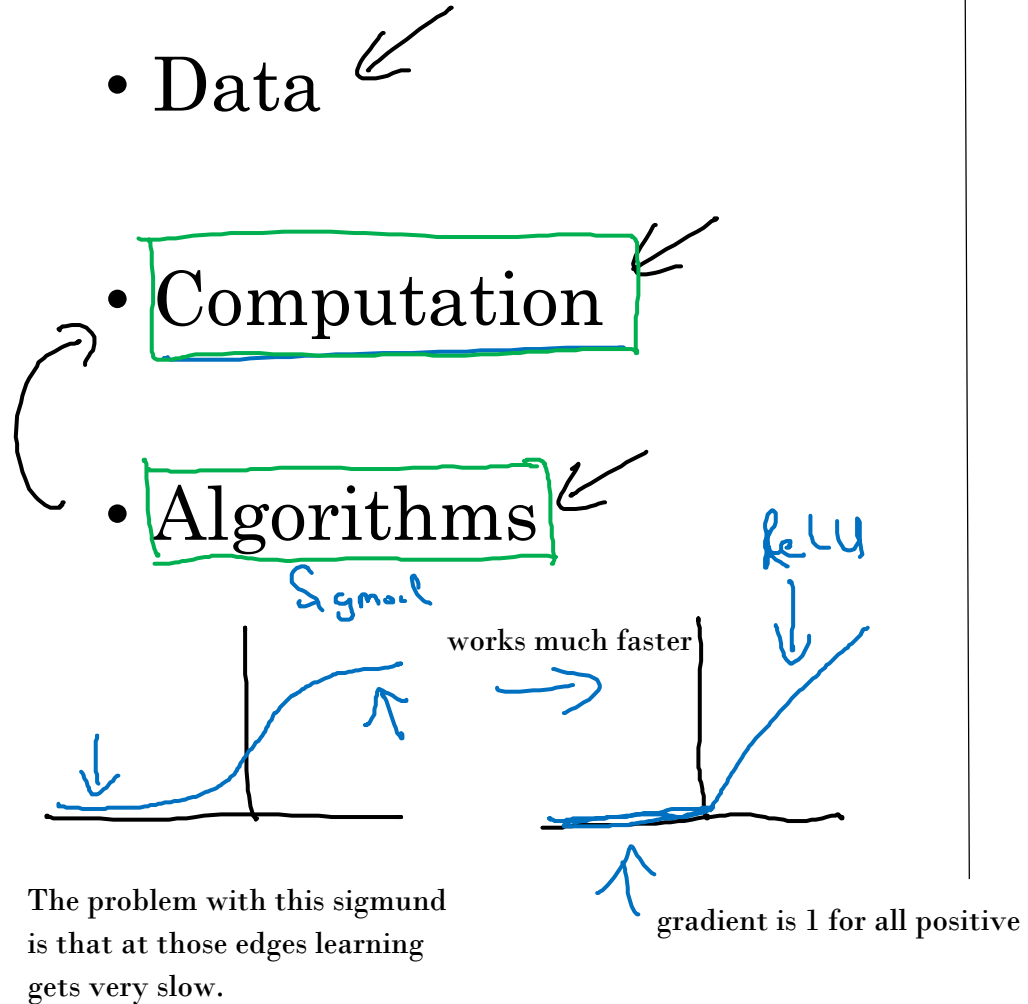 • Data
• Computation
• Algorithms
ReLU
Sigmoid
works much faster
The problem with this sigmund
is that at those edges learning
gets very slow.
gradient is 1 for all positive